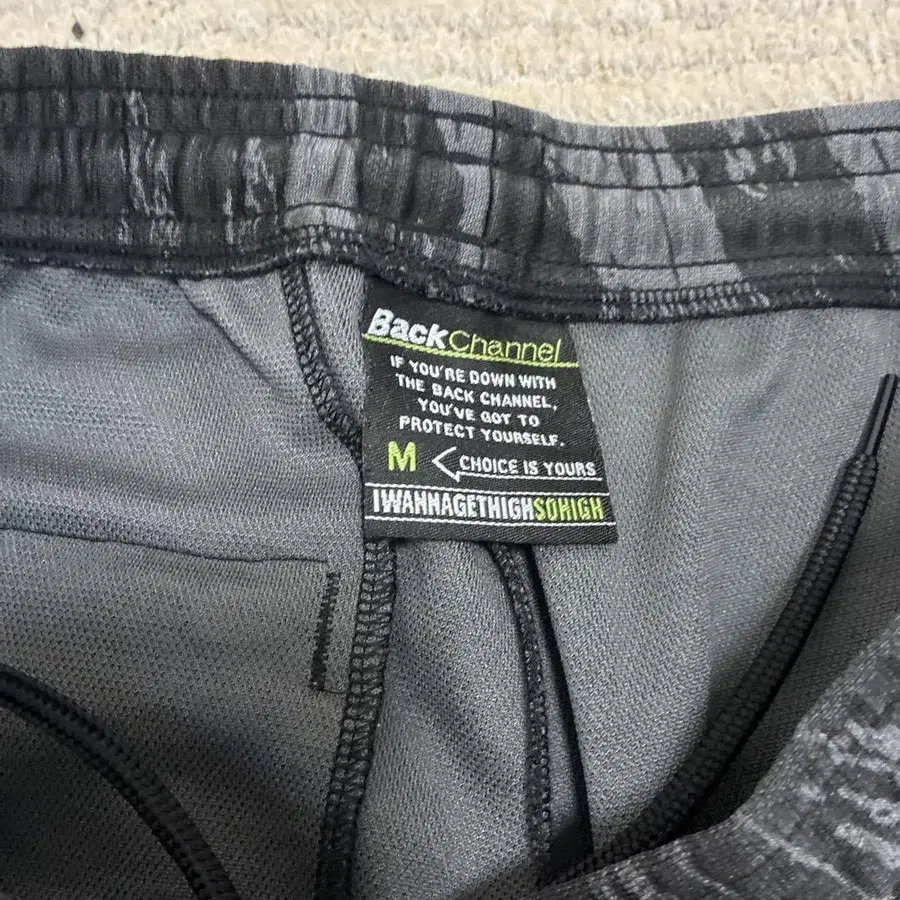 BackChannel
IF YOU'RE DOWN WITH
THE BACK CHANNEL,
YOU'VE GOT TO
PROTECT YOURSELF.
M CHOICE IS YOURS
IWANNAGETHIGHSOHIGH